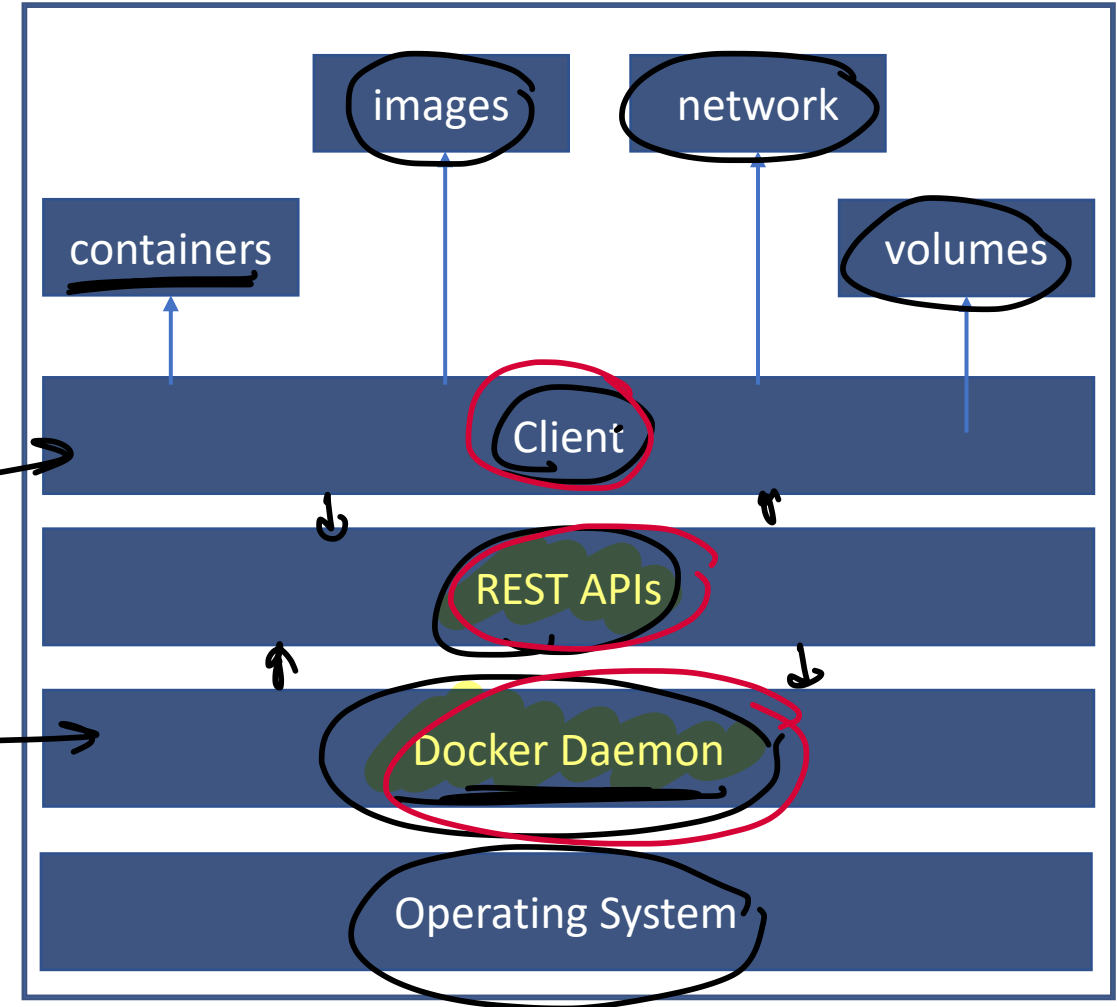 images
network
containers
volumes
Client
REST APIs
Docker Daemon
Operating System